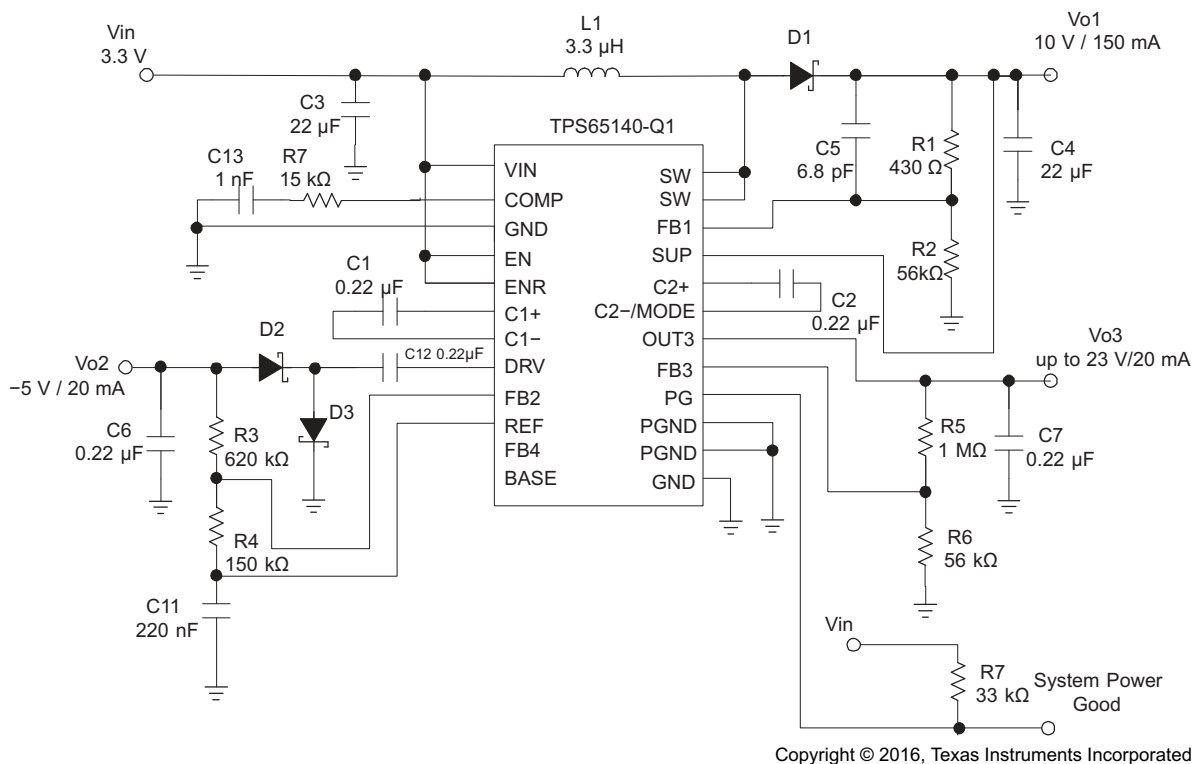 Vin
3.3 V
L1
3.3 µH
D1
Vo1
10 V / 150 mA
C3
22 µF
TPS65140-Q1
C5
6.8 pF
R1
430 Ω
C4
22 µF
C13
1 nF
R7
15 kΩ
VIN
COMP
GND
EN
ENR
C1+
C1−
DRV
FB2
REF
FB4
BASE
SW
SW
FB1
SUP
C2+
C2−/MODE
OUT3
FB3
PG
PGND
PGND
GND
R2
56kΩ
C1
0.22 µF
C2
0.22 µF
D2
C12 0.22µF
Vo2
−5 V / 20 mA
D3
Vo3
up to 23 V/20 mA
C6
0.22 µF
R3
620 kΩ
R5
1 MΩ
C7
0.22 µF
R4
150 kΩ
R6
56 kΩ
C11
220 nF
Vin
R7
33 kΩ
System Power
Good
Copyright © 2016, Texas Instruments Incorporated